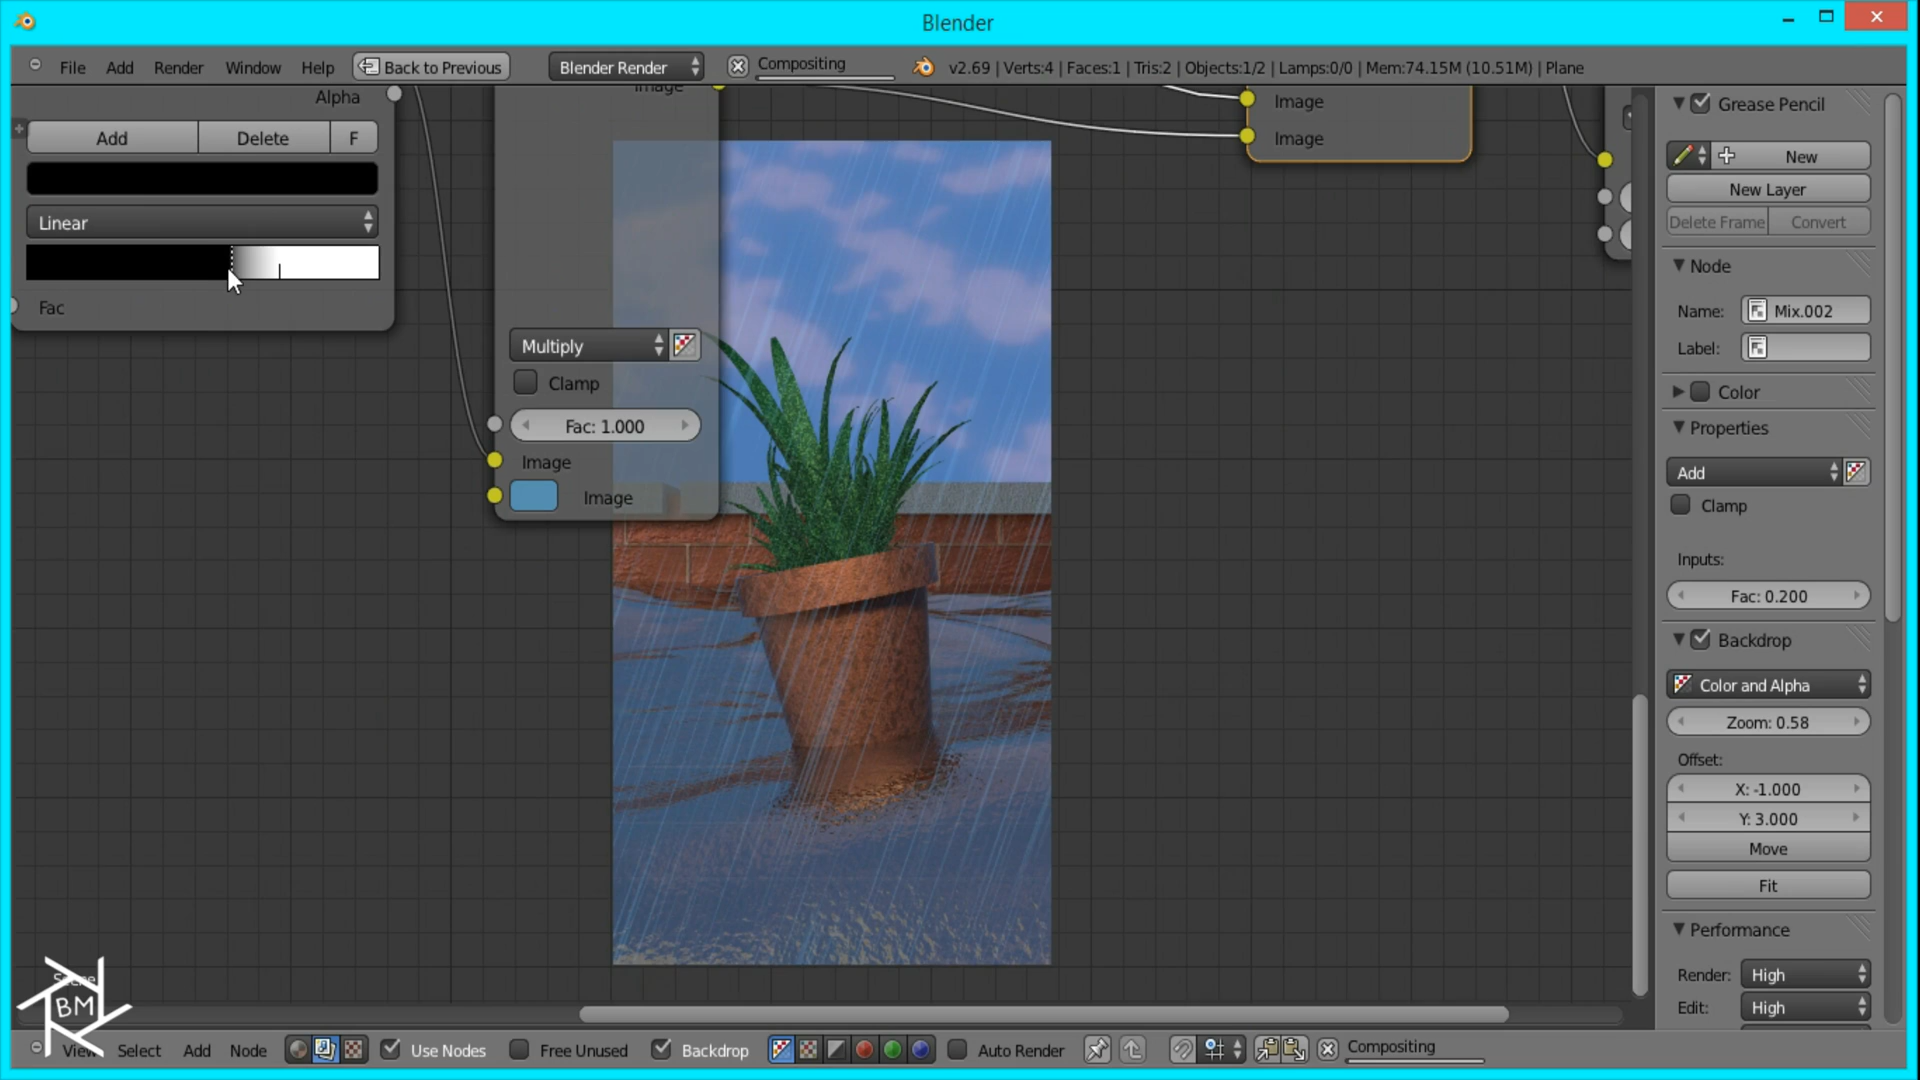 Blender
File Add Render Window Help Back to Previous Blender Render Compositing v2.69 | Verts:4 | Faces:1 | Tris:2 | Objects:1/2 | Lamps:0/0 | Mem:74.15M (10.51M) | Plane
Alpha
Add Delete F
Linear
Fac
Image
Multiply
Clamp
Fac: 1.000
Image
Image
Image
Image
Grease Pencil
New
New Layer
Delete Frame Convert
Node
Name: Mix.002
Label:
Color
Properties
Add
Clamp
Inputs:
Fac: 0.200
Backdrop
Color and Alpha
Zoom: 0.58
Offset:
X: -1.000
Y: 3.000
Move
Fit
Performance
Render: High
Edit: High
Scene
BM
View Select Add Node Use Nodes Free Unused Backdrop Auto Render Compositing